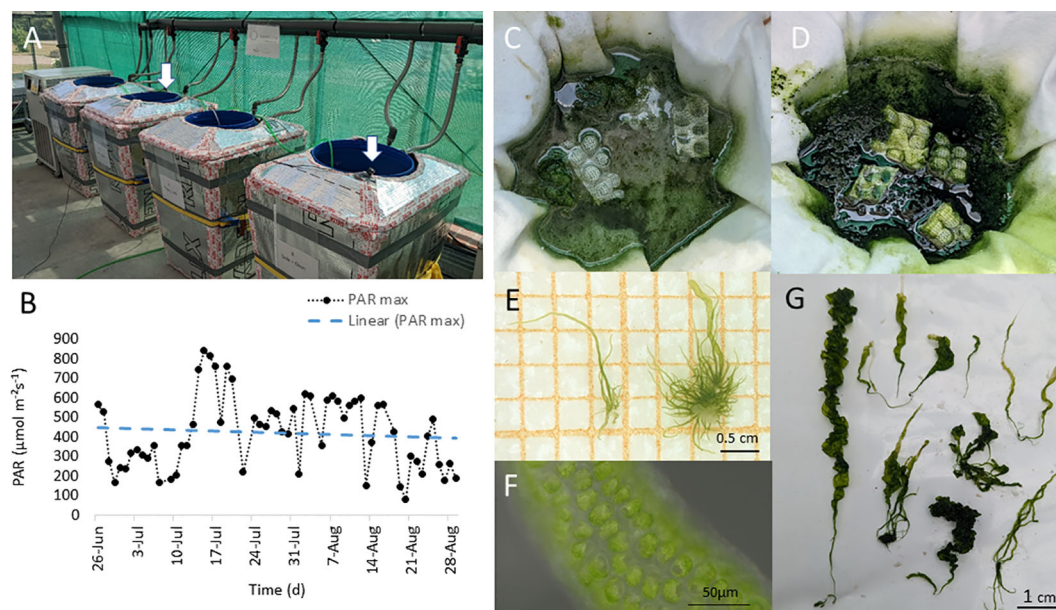 A
B
PAR max
Linear (PAR max)
PAR (µmol m⁻²s⁻¹)
900
800
700
600
500
400
300
200
100
0
26-Jun
3-Jul
10-Jul
17-Jul
24-Jul
31-Jul
7-Aug
14-Aug
21-Aug
28-Aug
Time (d)
C
D
E
0.5 cm
F
50µm
G
1 cm